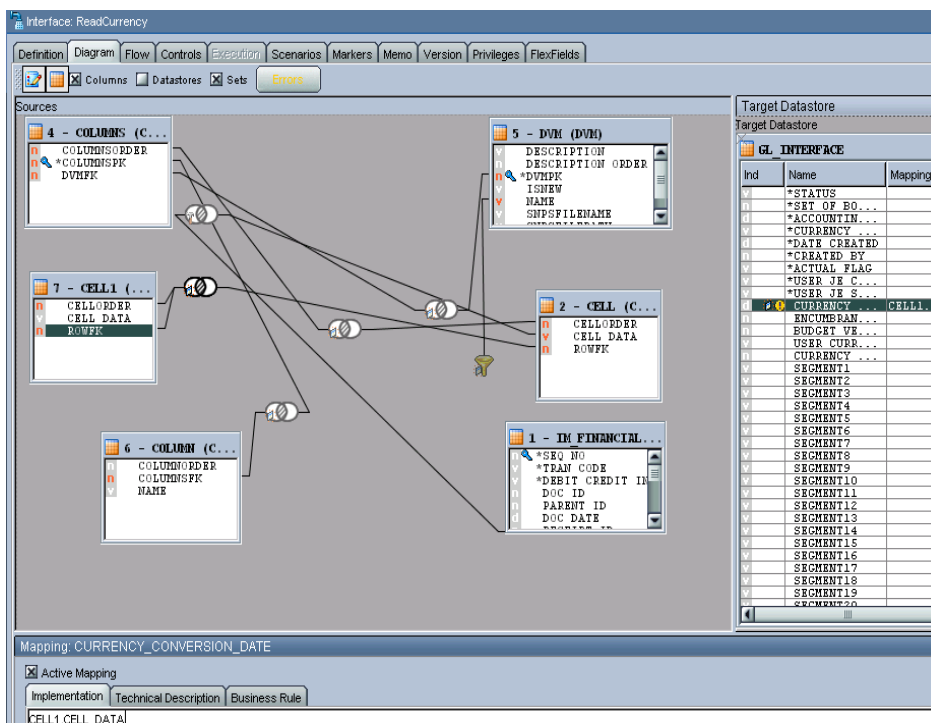 Interface: ReadCurrency
Definition Diagram Flow Controls Execution Scenarios Markers Memo Version Privileges FlexFields
Columns Datastores Sets Errors
Sources
4 - COLUMNS (C...
n COLUMNSORDER
n *COLUMNSPK
n DVMFK
5 - DVM (DVM)
v DESCRIPTION
n DESCRIPTION ORDER
n *DVMPK
v ISNEW
v NAME
v SNPSFILENAME
7 - CELL1 (...
n CELLORDER
v CELL DATA
n ROWFK
2 - CELL (C...
n CELLORDER
v CELL DATA
n ROWFK
6 - COLUMN (C...
n COLUMNORDER
n COLUMNSFK
v NAME
1 - IM_FINANCIAL...
n *SEQ NO
v *TRAN CODE
v *DEBIT CREDIT IN
n DOC ID
n PARENT ID
d DOC DATE
Target Datastore
Target Datastore
GL_INTERFACE
Ind Name Mapping
v *STATUS
n *SET OF BO...
d *ACCOUNTIN...
v *CURRENCY ...
d *DATE CREATED
n *CREATED BY
v *ACTUAL FLAG
v *USER JE C...
v *USER JE S...
d CURRENCY ... CELL1.
n ENCUMBRAN...
n BUDGET VE...
v USER CURR...
n CURRENCY ...
v SEGMENT1
v SEGMENT2
v SEGMENT3
v SEGMENT4
v SEGMENT5
v SEGMENT6
v SEGMENT7
v SEGMENT8
v SEGMENT9
v SEGMENT10
v SEGMENT11
v SEGMENT12
v SEGMENT13
v SEGMENT14
v SEGMENT15
v SEGMENT16
v SEGMENT17
v SEGMENT18
v SEGMENT19
v SEGMENT20
Mapping: CURRENCY_CONVERSION_DATE
Active Mapping
Implementation Technical Description Business Rule
CELL1.CELL_DATA